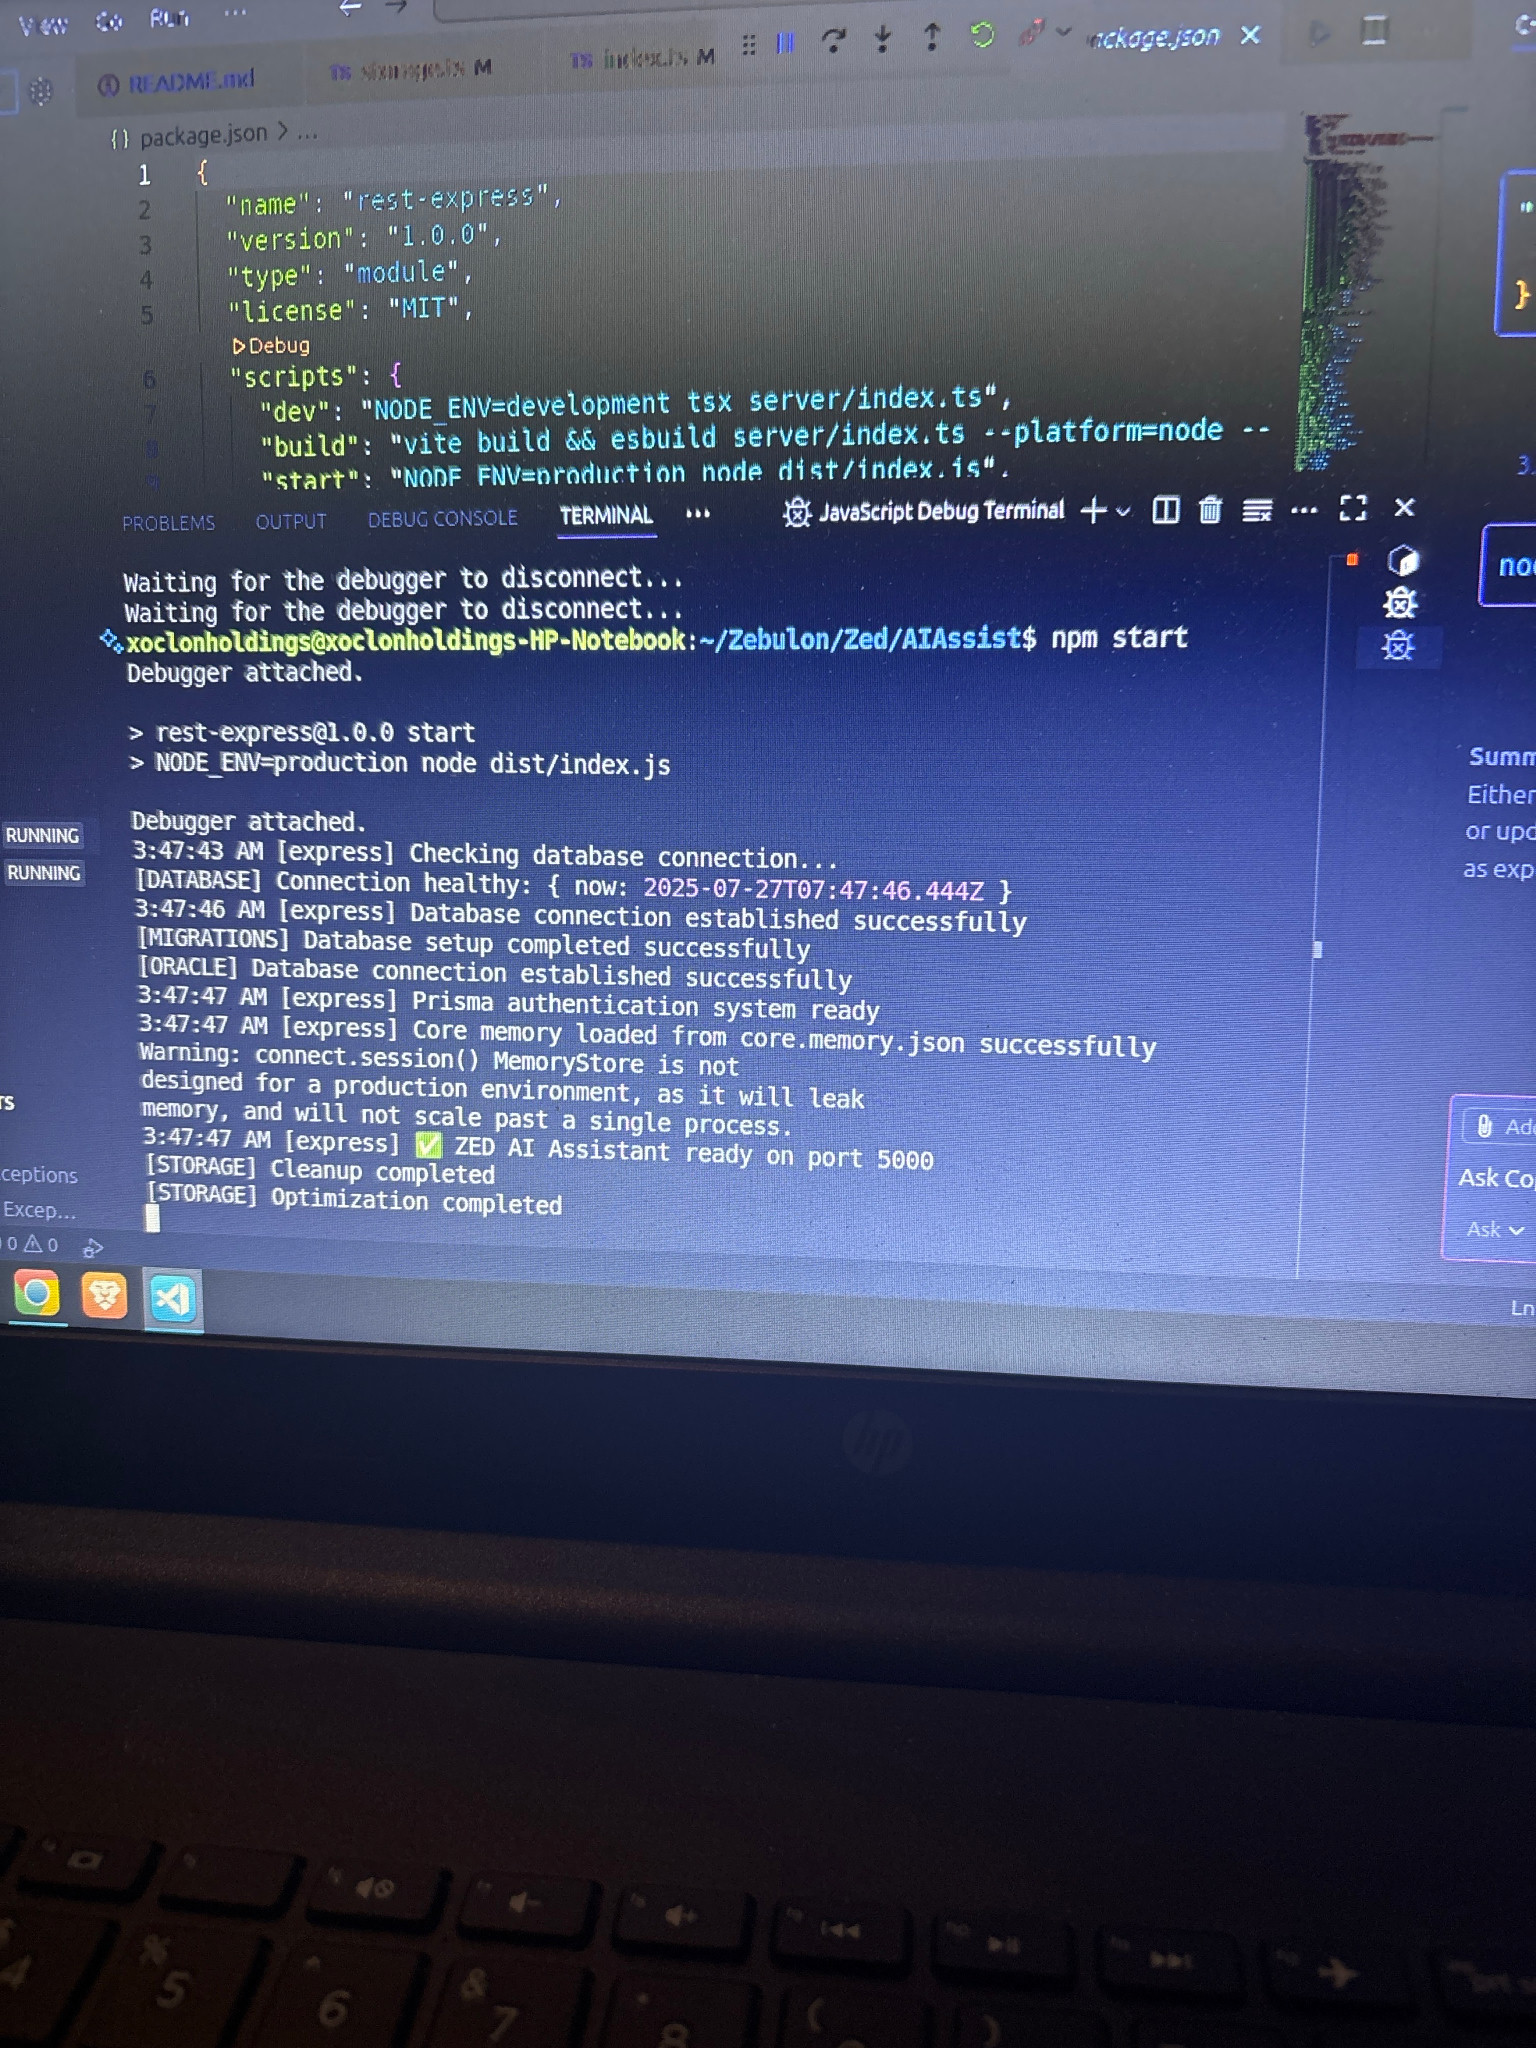 View Go Run ...
README.md
TS M TS index.ts M package.json
{} package.json > ...
1 {
2 "name": "rest-express",
3 "version": "1.0.0",
4 "type": "module",
5 "license": "MIT",
Debug
6 "scripts": {
7 "dev": "NODE_ENV=development tsx server/index.ts",
8 "build": "vite build && esbuild server/index.ts --platform=node --
9 "start": "NODE_ENV=production node dist/index.js",
PROBLEMS OUTPUT DEBUG CONSOLE TERMINAL ... JavaScript Debug Terminal
Waiting for the debugger to disconnect...
Waiting for the debugger to disconnect...
xoclonholdings@xoclonholdings-HP-Notebook:~/Zebulon/Zed/AIAssist$ npm start
Debugger attached.
> rest-express@1.0.0 start
> NODE_ENV=production node dist/index.js
Debugger attached.
3:47:43 AM [express] Checking database connection...
[DATABASE] Connection healthy: { now: 2025-07-27T07:47:46.444Z }
3:47:46 AM [express] Database connection established successfully
[MIGRATIONS] Database setup completed successfully
[ORACLE] Database connection established successfully
3:47:47 AM [express] Prisma authentication system ready
3:47:47 AM [express] Core memory loaded from core.memory.json successfully
Warning: connect.session() MemoryStore is not
designed for a production environment, as it will leak
memory, and will not scale past a single process.
3:47:47 AM [express] ✅ ZED AI Assistant ready on port 5000
[STORAGE] Cleanup completed
[STORAGE] Optimization completed
RUNNING
RUNNING
TS
ceptions
Excep...
0 0
}
3.
noc
Summ
Either
or upd
as exp
Add
Ask Co
Ask
Ln
hp
4 % 5 ^ 6 & 7 * 8 ( )